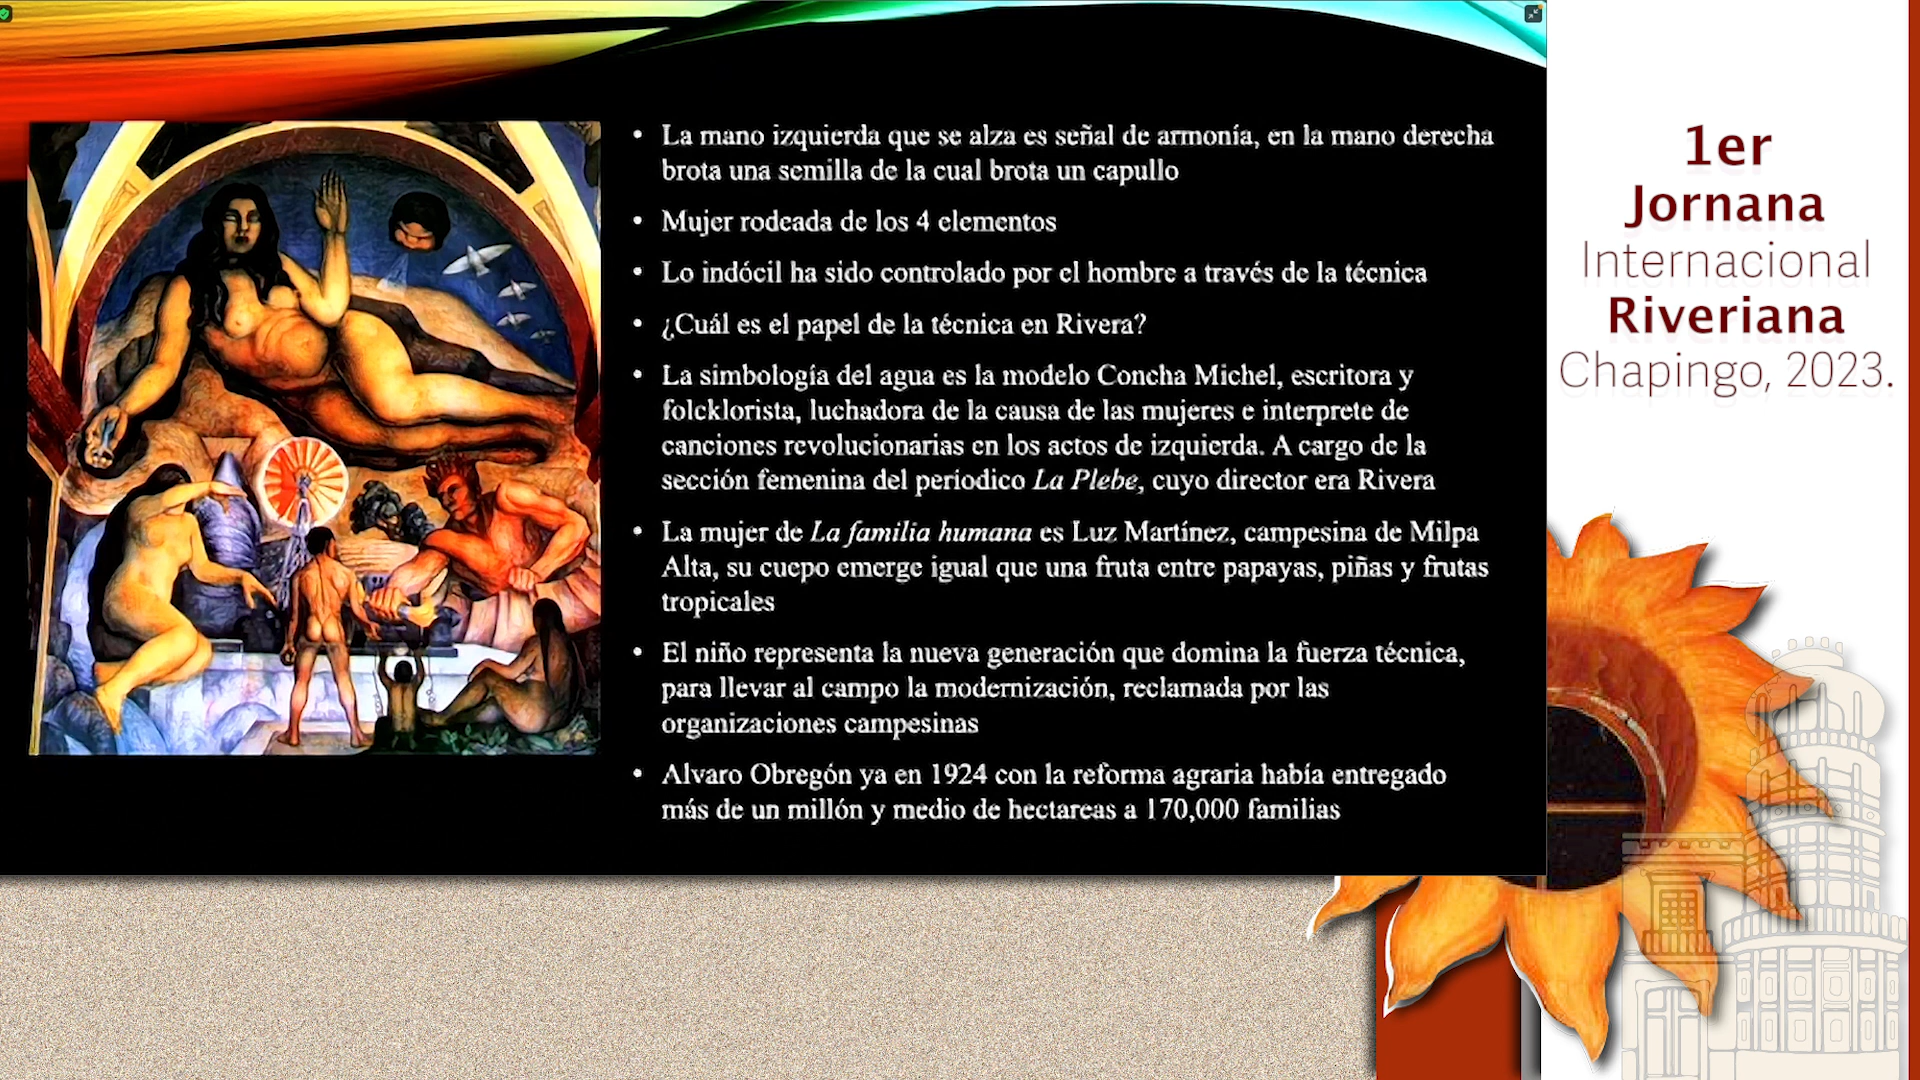 • La mano izquierda que se alza es señal de armonía, en la mano derecha
brota una semilla de la cual brota un capullo
• Mujer rodeada de los 4 elementos
• Lo indócil ha sido controlado por el hombre a través de la técnica
• ¿Cuál es el papel de la técnica en Rivera?
• La simbología del agua es la modelo Concha Michel, escritora y
folcklorista, luchadora de la causa de las mujeres e interprete de
canciones revolucionarias en los actos de izquierda. A cargo de la
sección femenina del períodico La Plebe, cuyo director era Rivera
• La mujer de La familia humana es Luz Martínez, campesina de Milpa
Alta, su cuepo emerge igual que una fruta entre papayas, piñas y frutas
tropicales
• El niño representa la nueva generación que domina la fuerza técnica,
para llevar al campo la modernización, reclamada por las
organizaciones campesinas
• Alvaro Obregón ya en 1924 con la reforma agraria había entregado
más de un millón y medio de hectareas a 170,000 familias
1er
Jornana
Internacional
Riveriana
Chapingo, 2023.